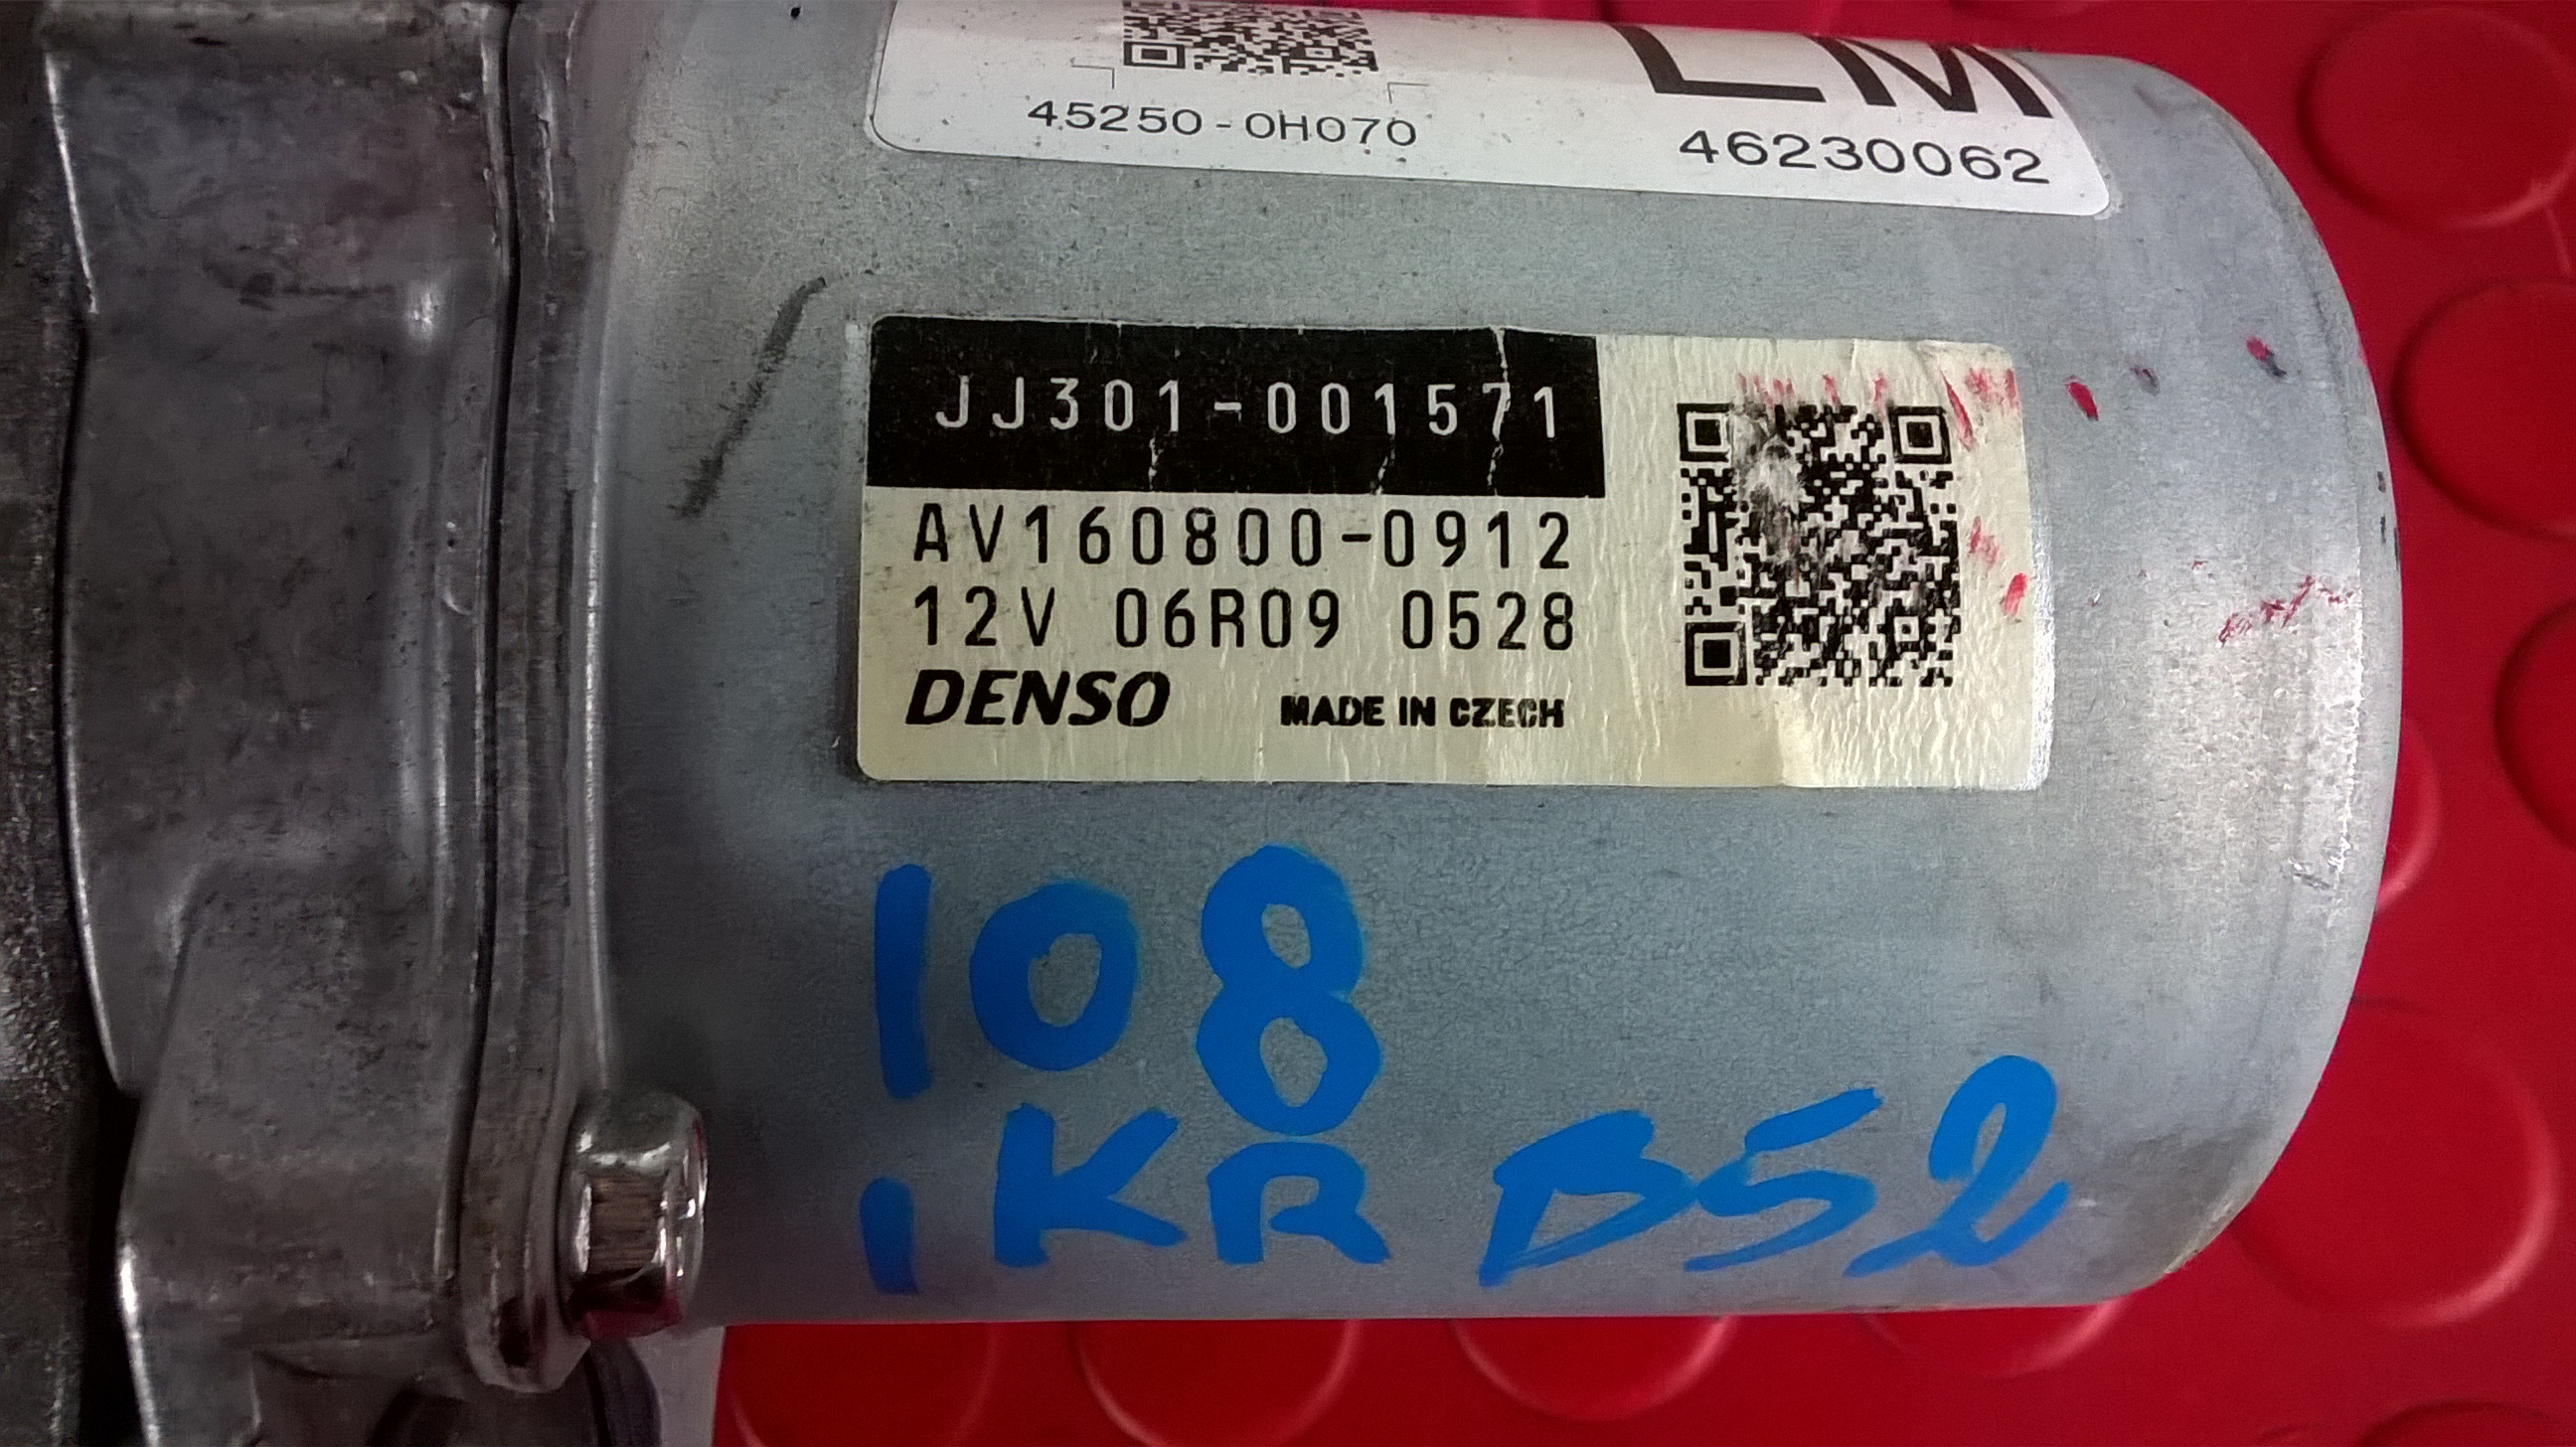 LM
45250-0H070
46230062
JJ301-001571
AV160800-0912
12V 06R09 0528
DENSO MADE IN CZECH
108
1KR B52